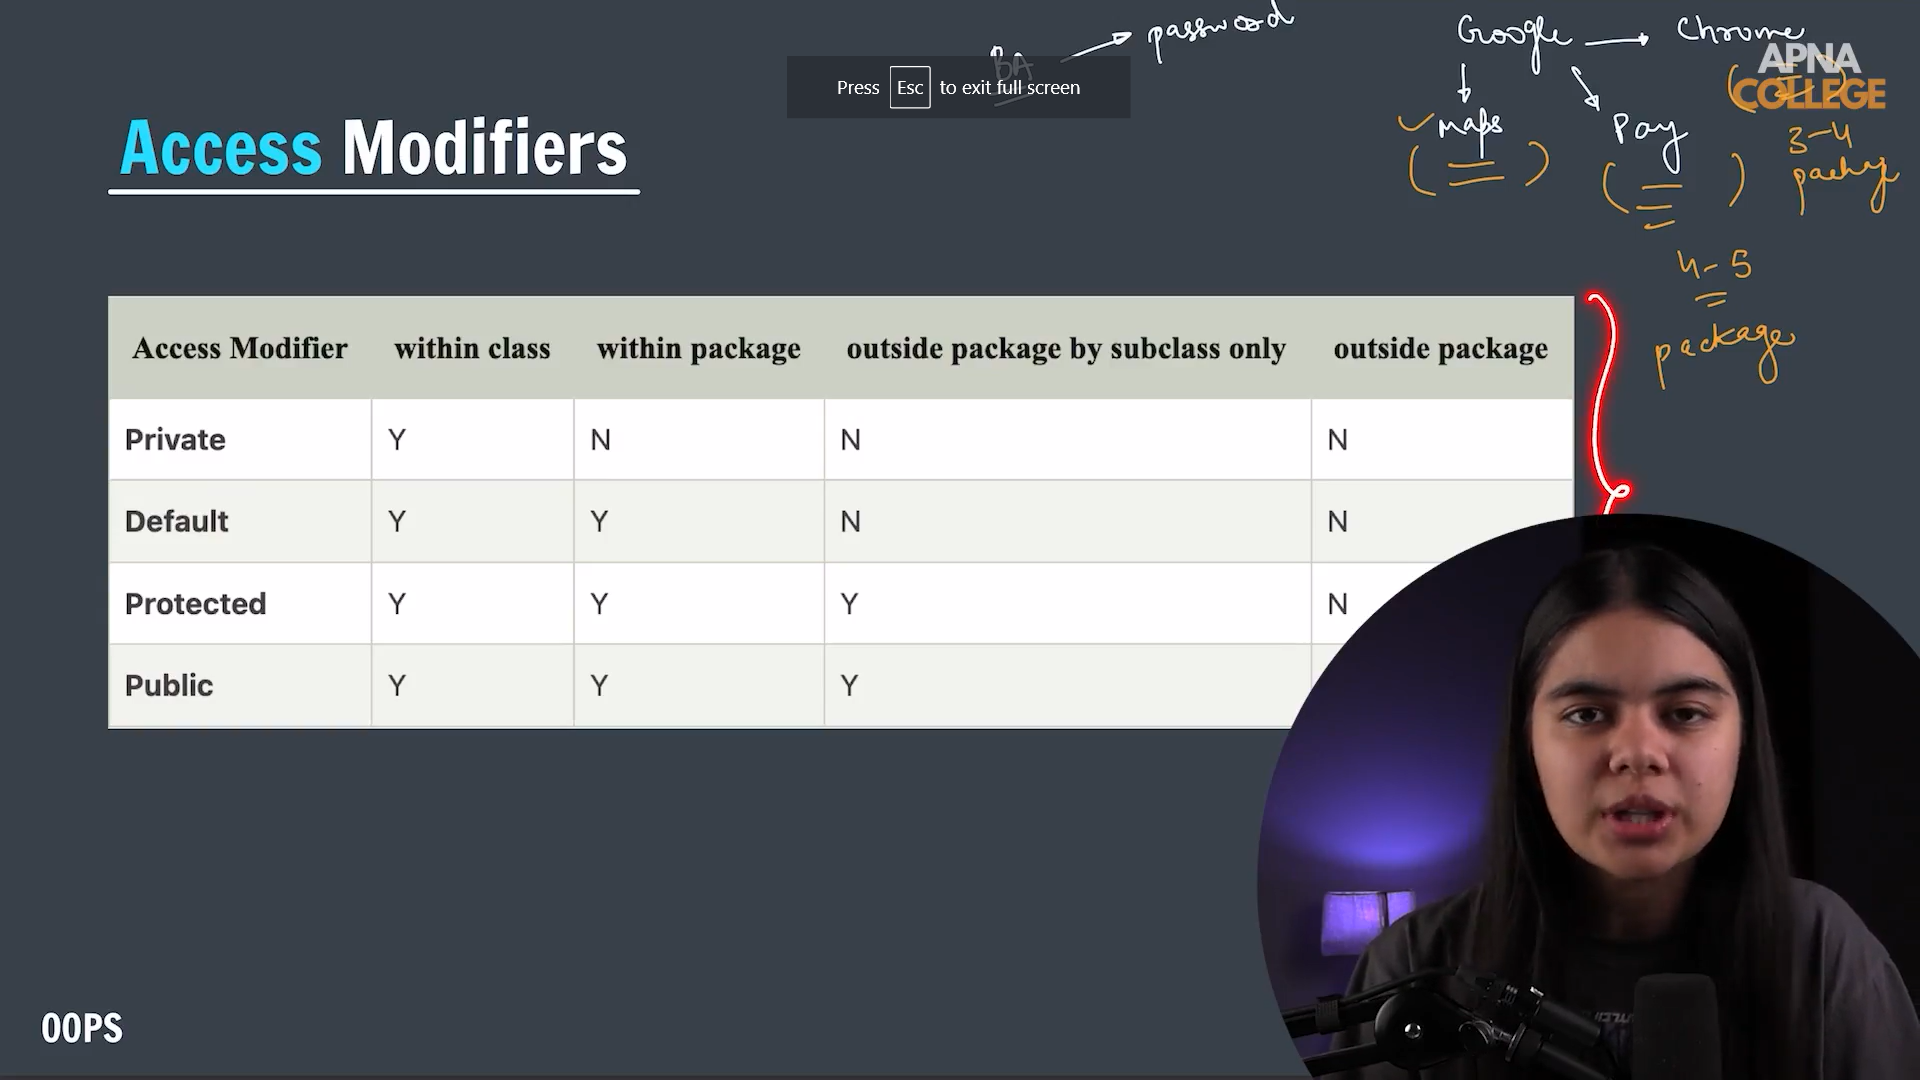 BA → password
Google → Chrome
APNA
COLLEGE
Press Esc to exit full screen
Maps
Pay
3-4
Access Modifiers
4-5
package
Access Modifier within class within package outside package by subclass only outside package
Private Y N N N
Default Y Y N N
Protected Y Y Y N
Public Y Y Y
OOPS